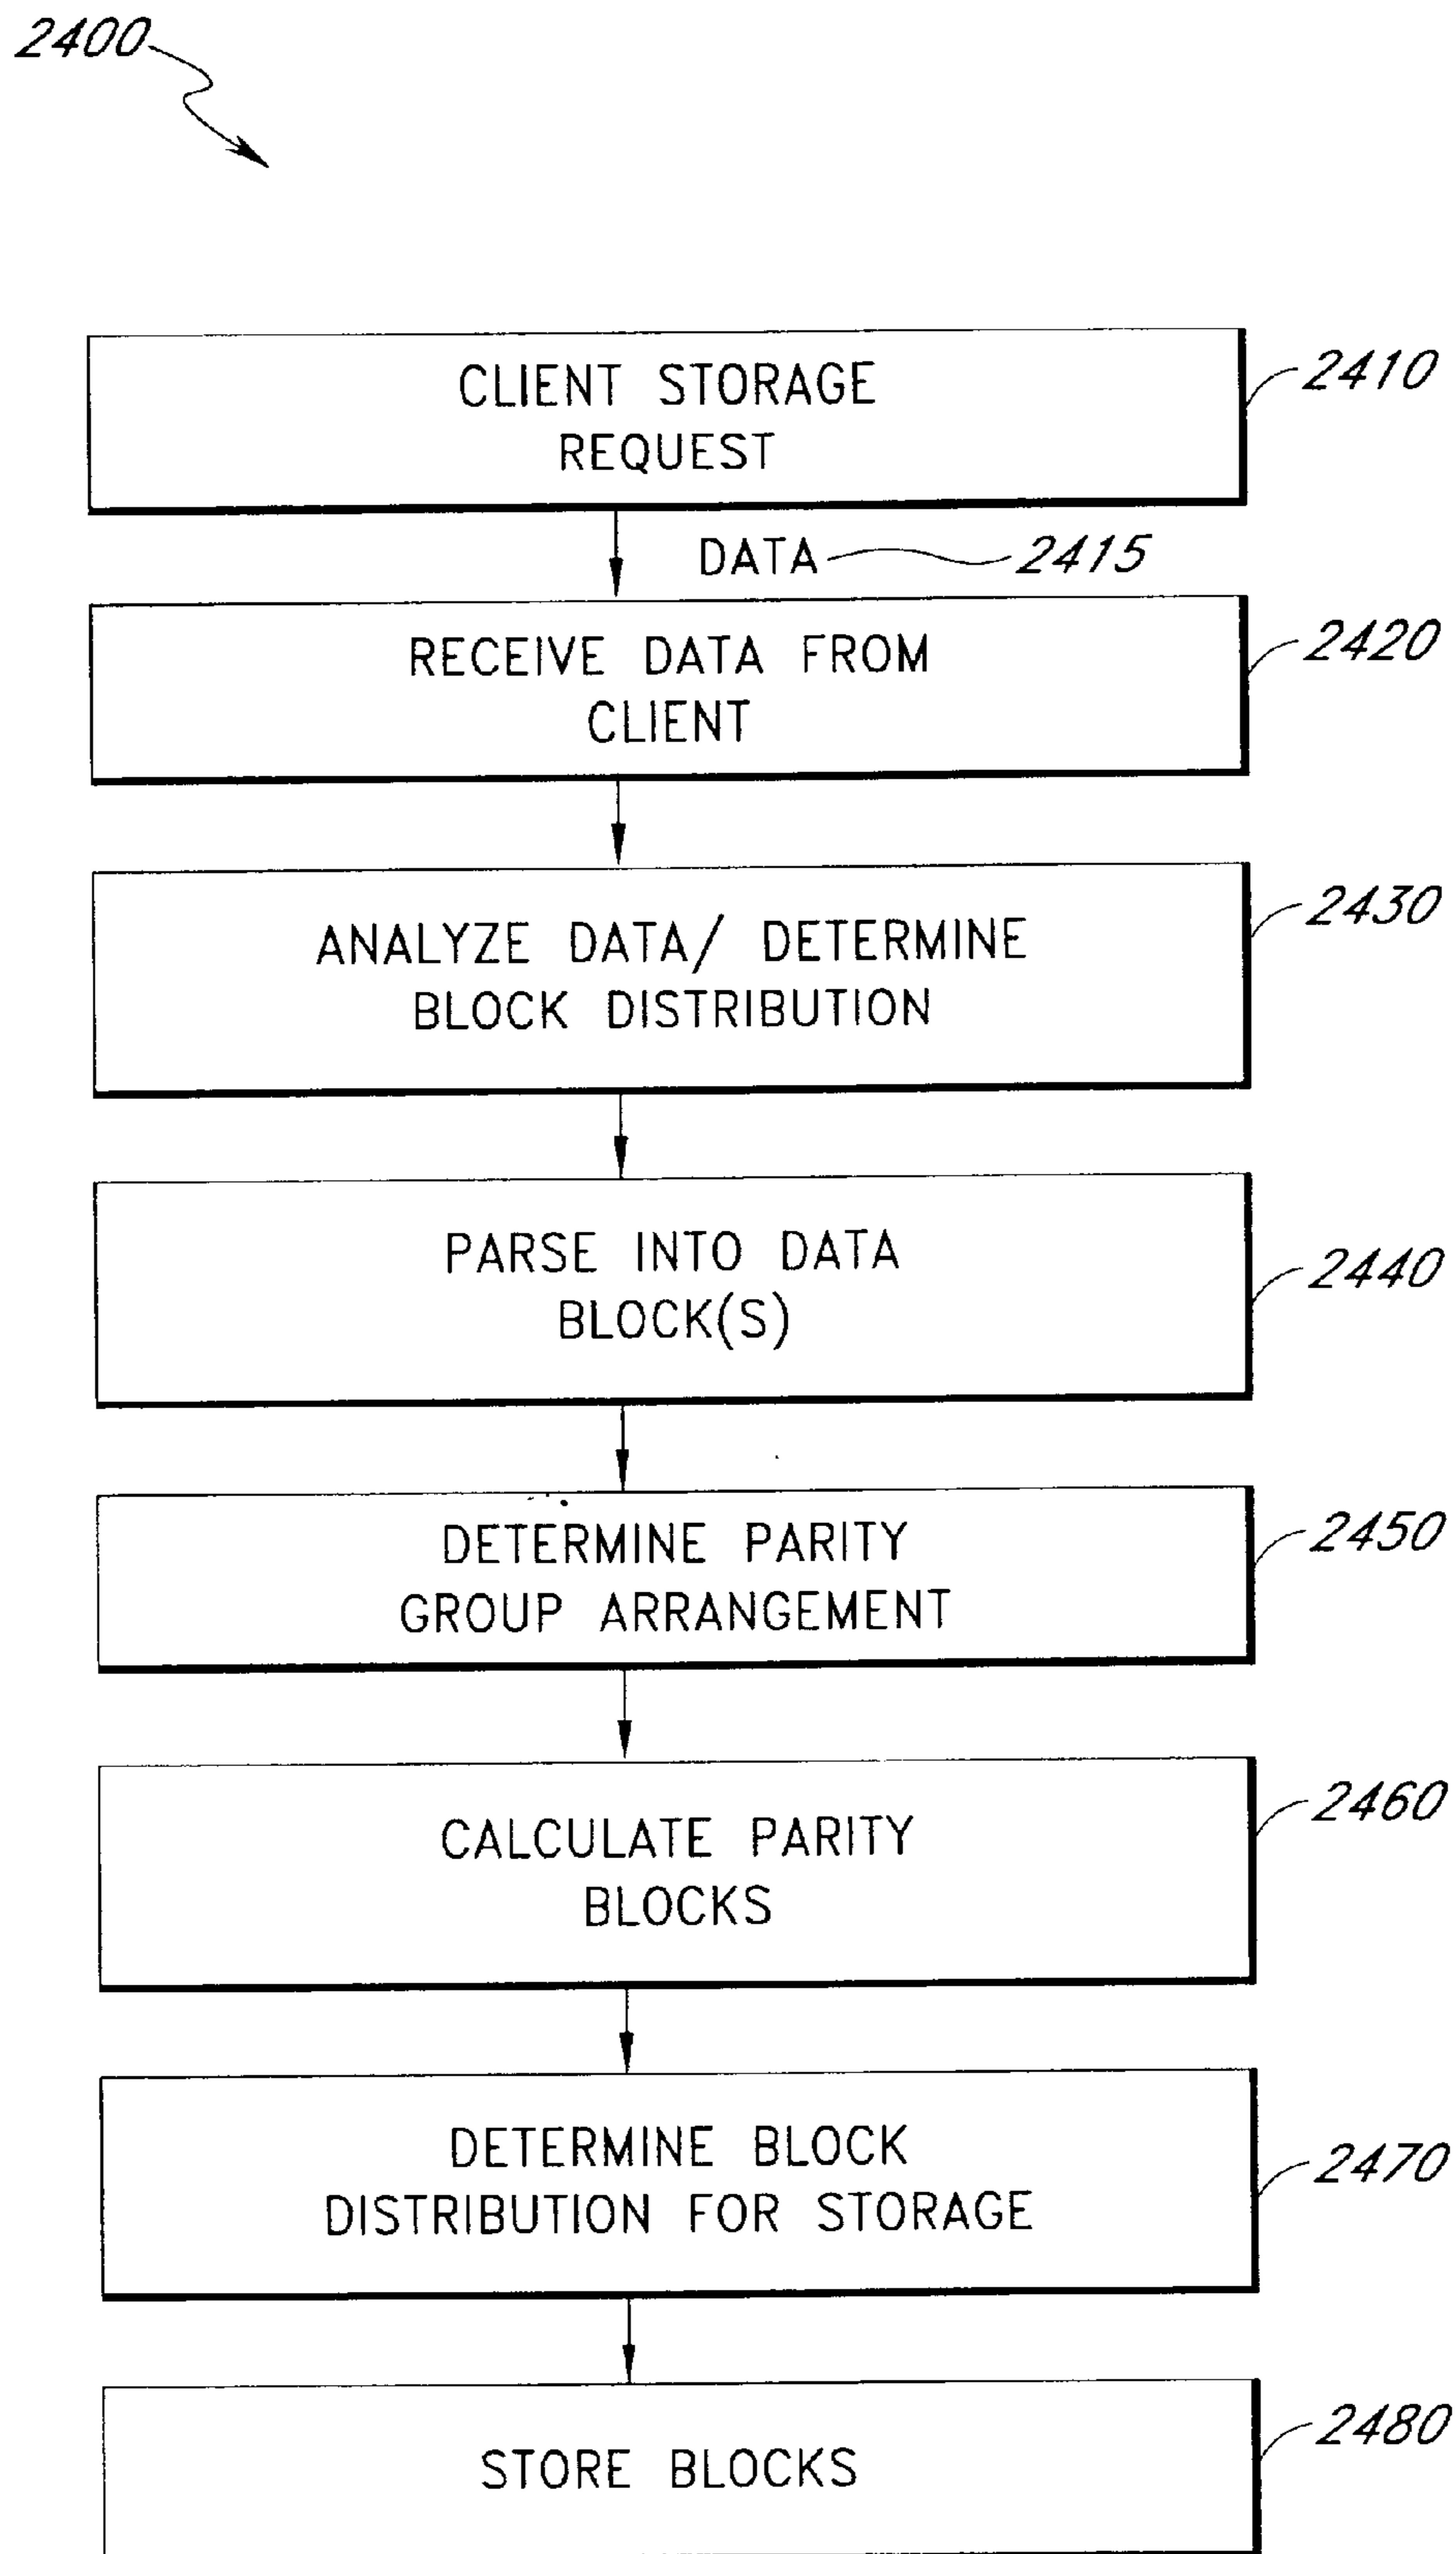 2400
CLIENT STORAGE
REQUEST
2410
DATA 2415
RECEIVE DATA FROM
CLIENT
2420
ANALYZE DATA/ DETERMINE
BLOCK DISTRIBUTION
2430
PARSE INTO DATA
BLOCK(S)
2440
DETERMINE PARITY
GROUP ARRANGEMENT
2450
CALCULATE PARITY
BLOCKS
2460
DETERMINE BLOCK
DISTRIBUTION FOR STORAGE
2470
STORE BLOCKS
2480